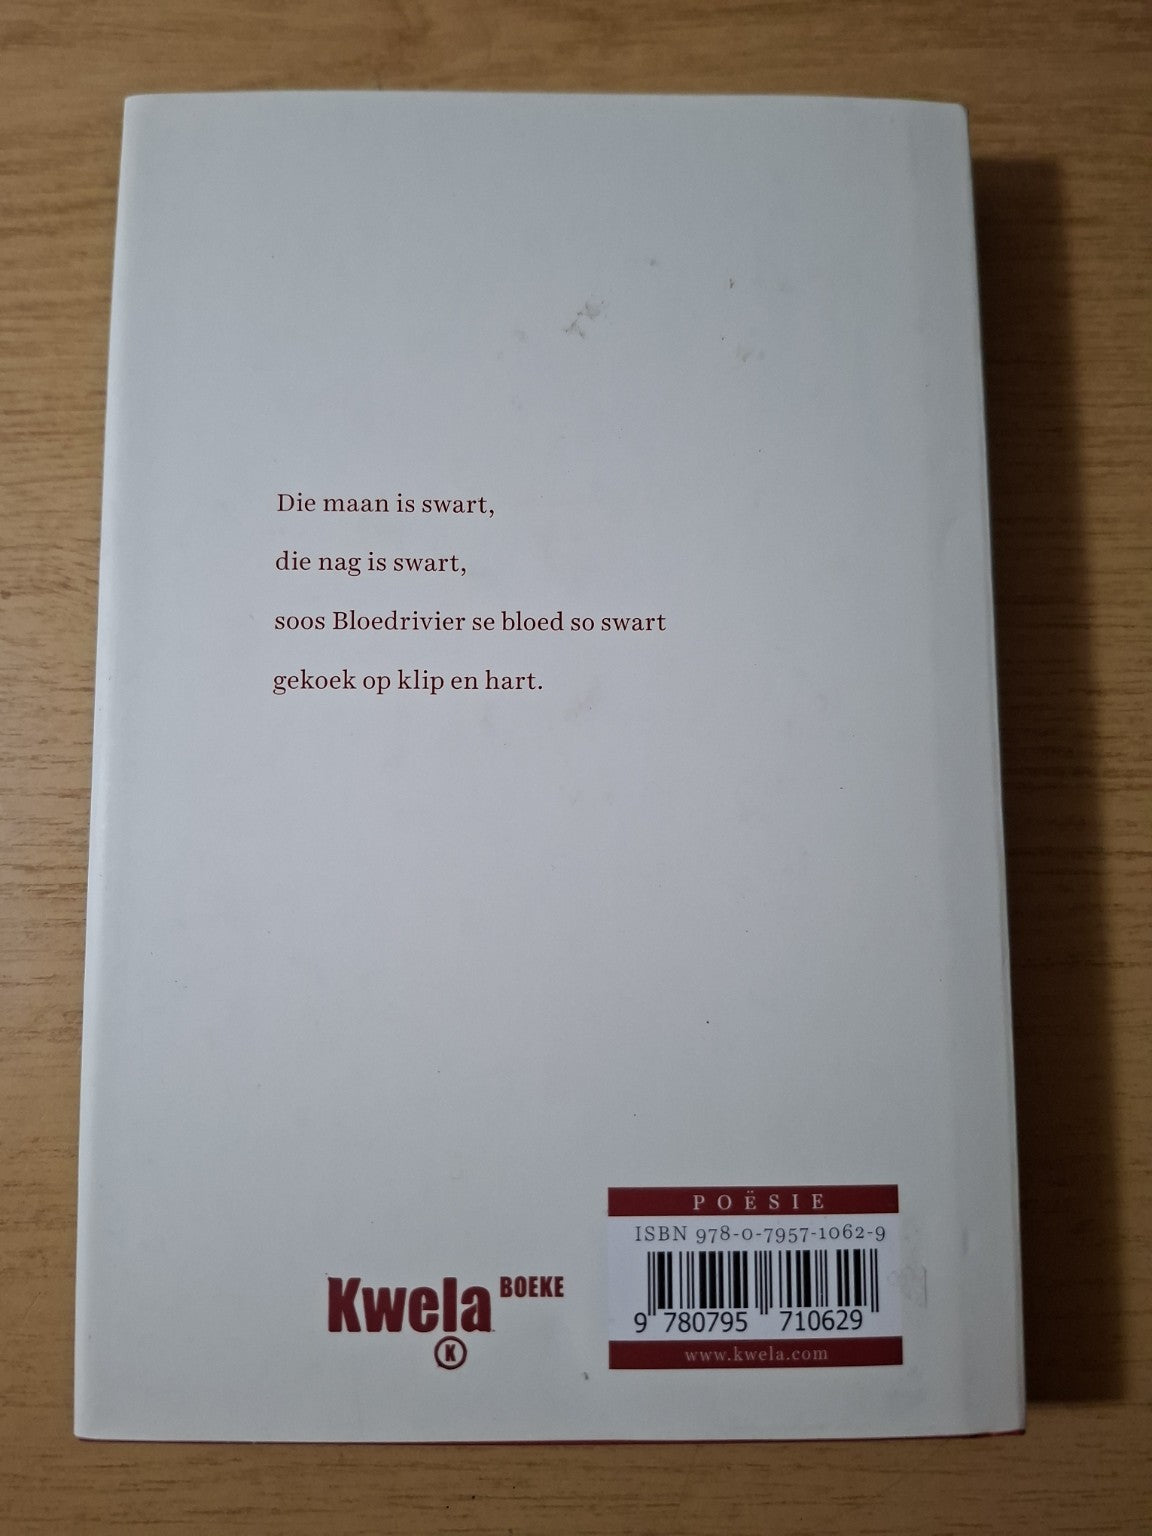 Die maan is swart,
die nag is swart,
soos Bloedrivier se bloed so swart
gekoek op klip en hart.
Kwela BOEKE
K
POËSIE
ISBN 978-0-7957-1062-9
9 780795 710629
www.kwela.com